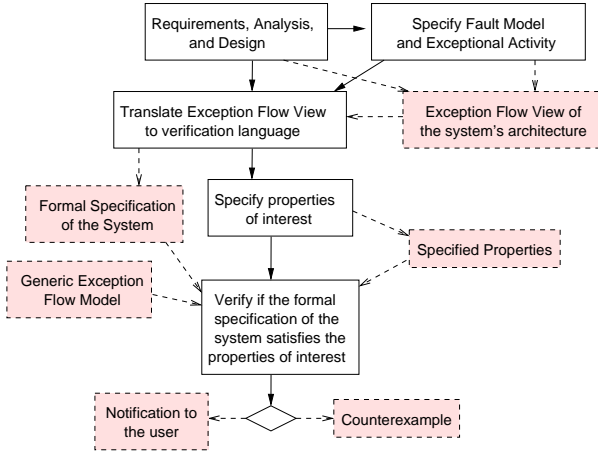 Requirements, Analysis,
and Design
Specify Fault Model
and Exceptional Activity
Translate Exception Flow View
to verification language
Exception Flow View of
the system's architecture
Formal Specification
of the System
Specify properties
of interest
Specified Properties
Generic Exception
Flow Model
Verify if the formal
specification of the
system satisfies the
properties of interest
Notification to
the user
Counterexample